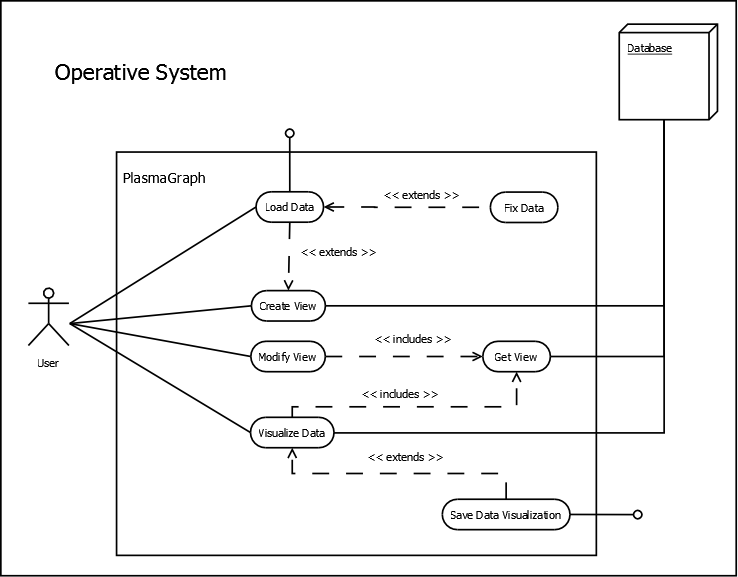 Database
Operative System
PlasmaGraph
<< extends >>
Load Data
Fix Data
<< extends >>
Create View
<< includes >>
Modify View
Get View
User
<< includes >>
Visualize Data
<< extends >>
Save Data Visualization